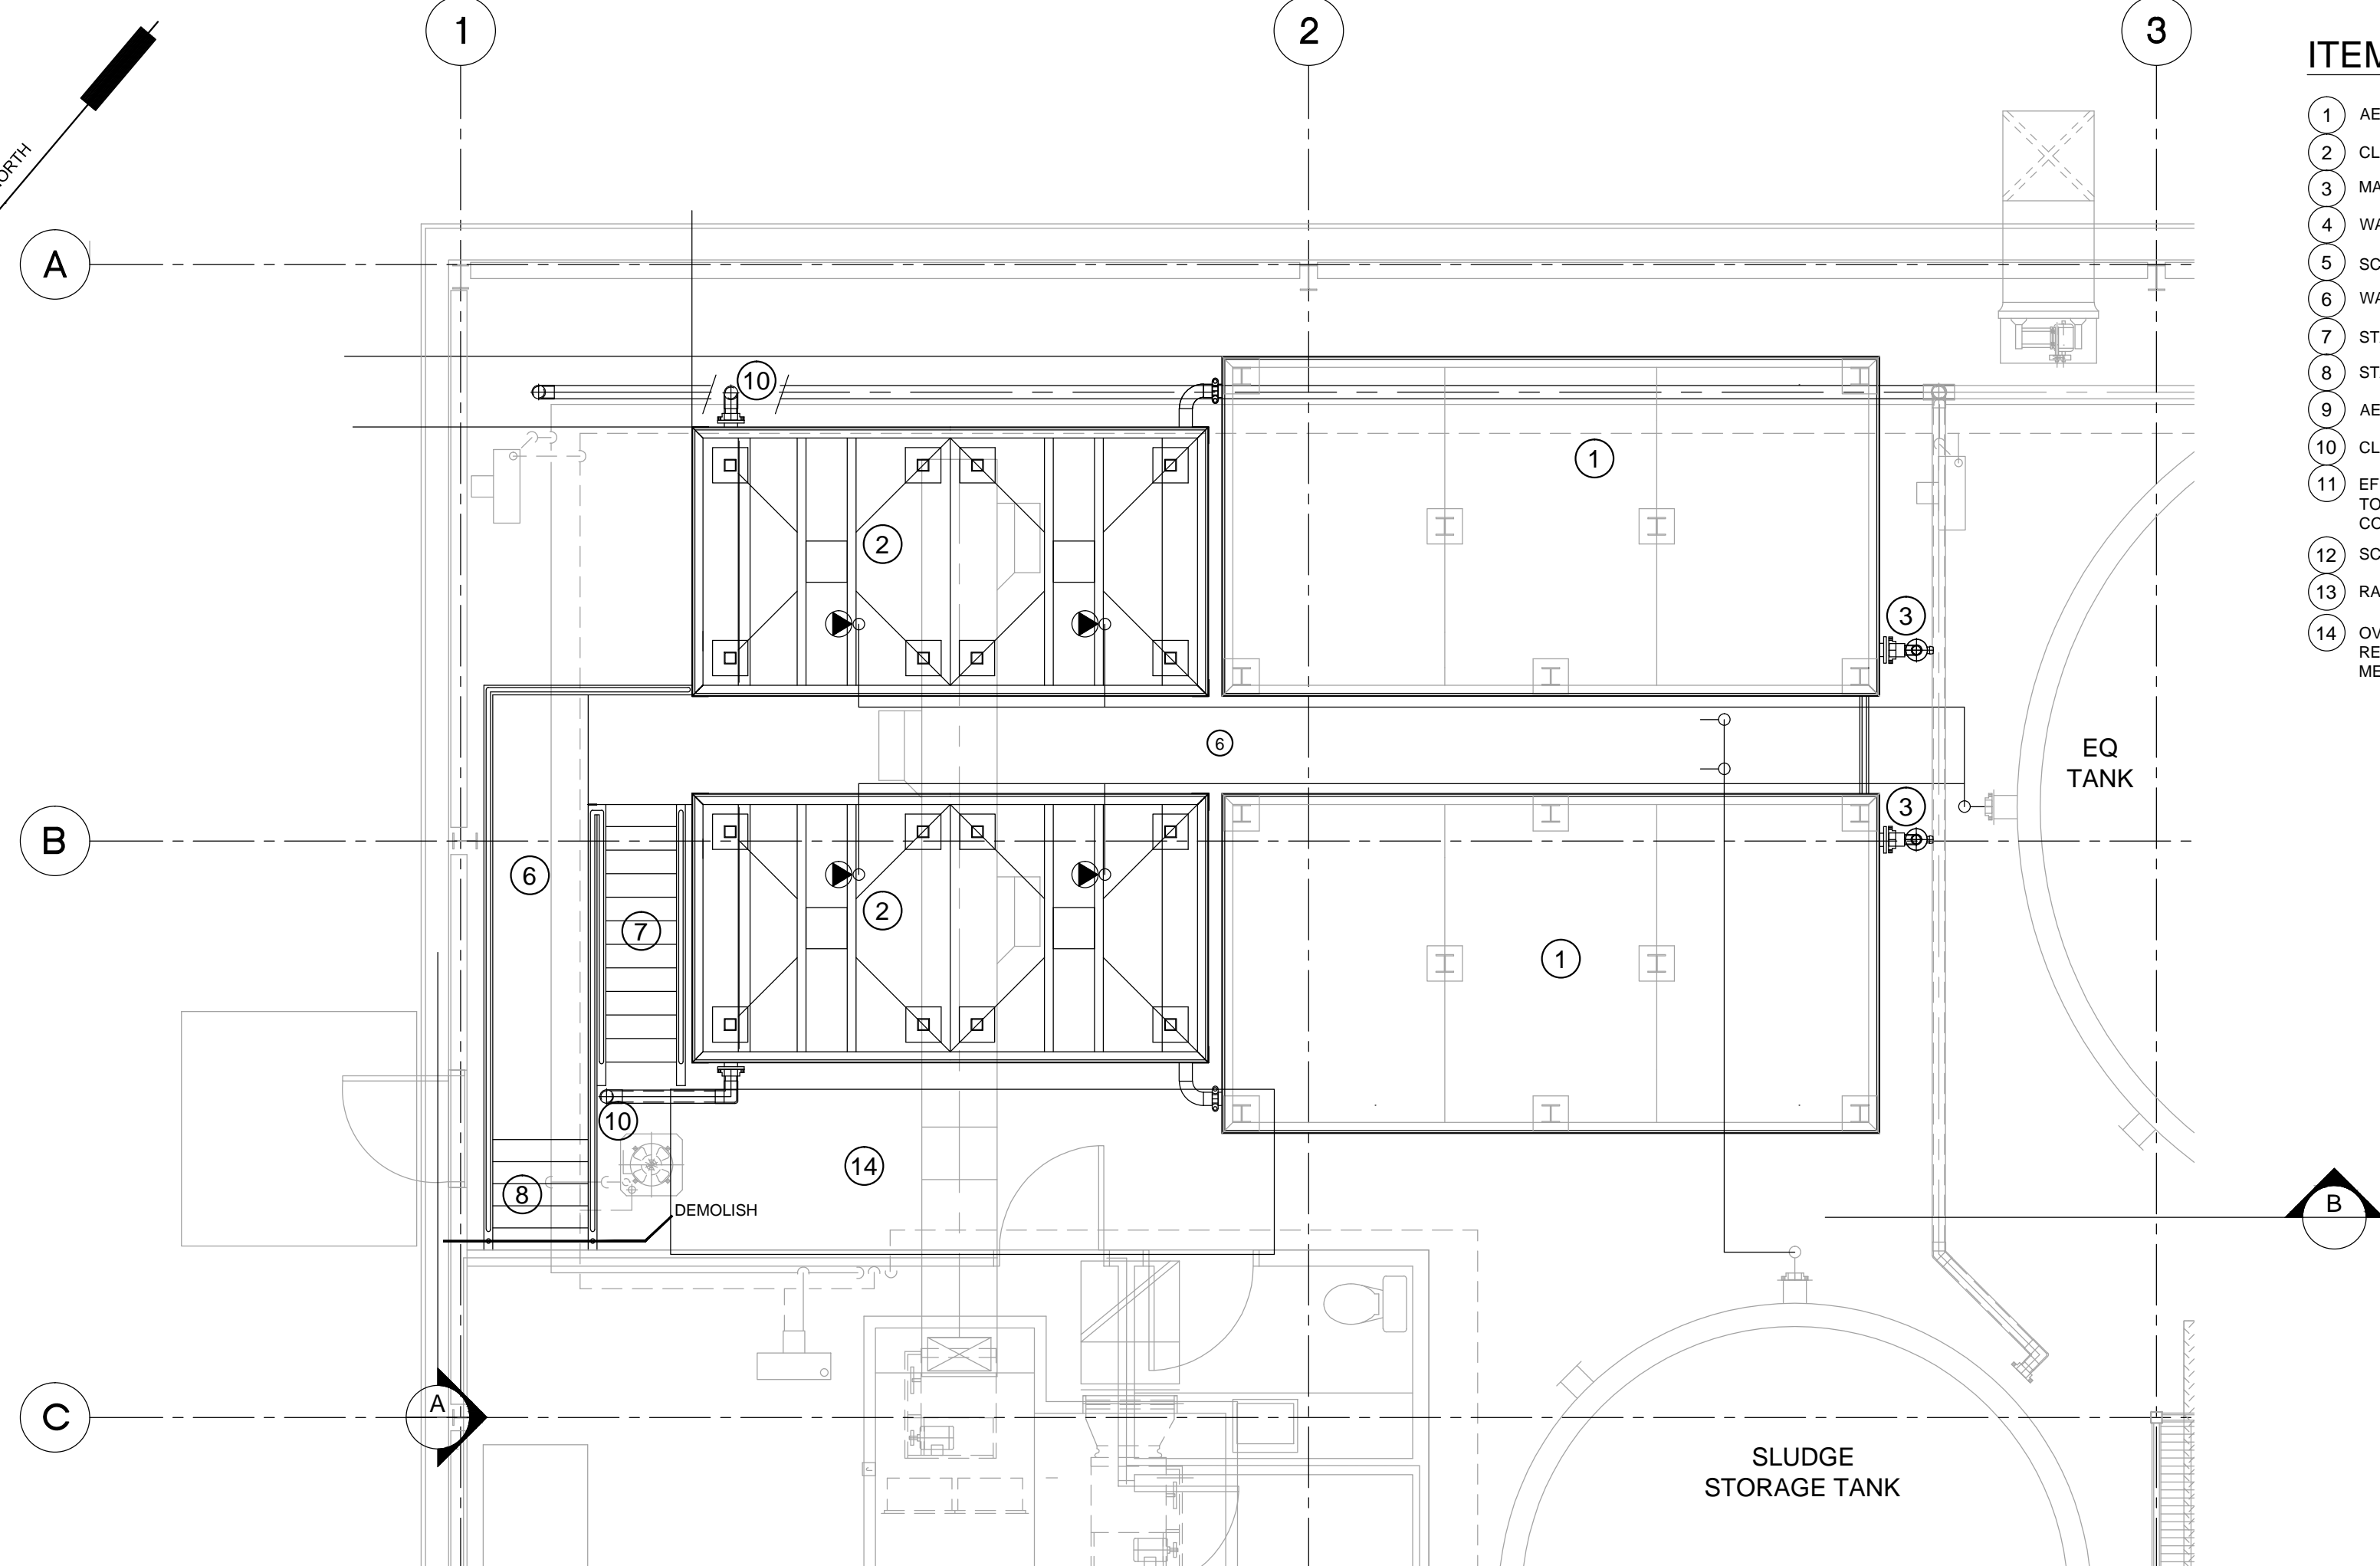 1
2
3
ITEM
ORTH
1 AE
2 CL
3 MA
4 WA
5 SC
6 WA
7 ST
8 ST
9 AE
10 CL
11 EF
TO
CO
12 SC
13 RA
14 OV
RE
ME
A
10
1
2
3
6
EQ
TANK
3
B
6
2
7
1
10
14
8
DEMOLISH
B
A
C
SLUDGE
STORAGE TANK